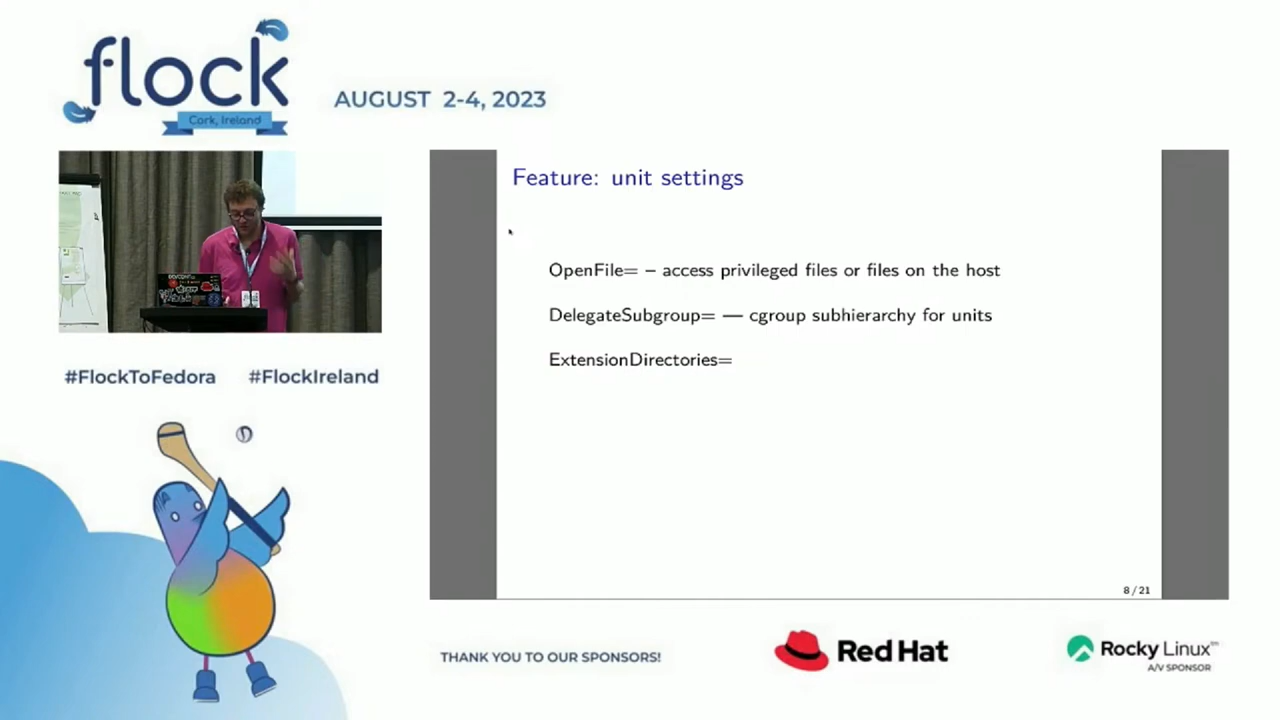 flock
Cork, Ireland
AUGUST 2-4, 2023
Feature: unit settings
OpenFile= – access privileged files or files on the host
DelegateSubgroup= — cgroup subhierarchy for units
ExtensionDirectories=
8 / 21
#FlockToFedora #FlockIreland
THANK YOU TO OUR SPONSORS!
Red Hat
Rocky Linux™
A/V SPONSOR